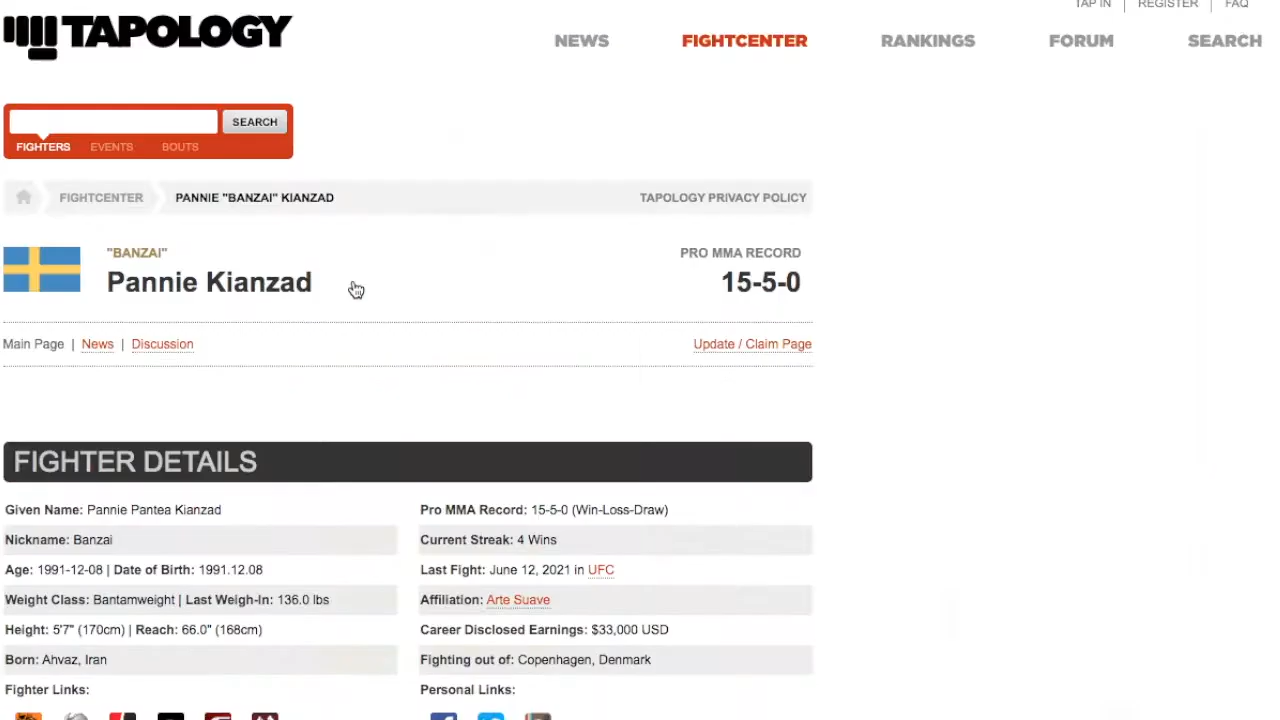 TAP IN | REGISTER | FAQ
TAPOLOGY
NEWS FIGHTCENTER RANKINGS FORUM SEARCH
SEARCH
FIGHTERS EVENTS BOUTS
FIGHTCENTER PANNIE "BANZAI" KIANZAD TAPOLOGY PRIVACY POLICY
"BANZAI" PRO MMA RECORD
Pannie Kianzad 15-5-0
Main Page | News | Discussion Update / Claim Page
FIGHTER DETAILS
Given Name: Pannie Pantea Kianzad Pro MMA Record: 15-5-0 (Win-Loss-Draw)
Nickname: Banzai Current Streak: 4 Wins
Age: 1991-12-08 | Date of Birth: 1991.12.08 Last Fight: June 12, 2021 in UFC
Weight Class: Bantamweight | Last Weigh-In: 136.0 lbs Affiliation: Arte Suave
Height: 5'7" (170cm) | Reach: 66.0" (168cm) Career Disclosed Earnings: $33,000 USD
Born: Ahvaz, Iran Fighting out of: Copenhagen, Denmark
Fighter Links: Personal Links: